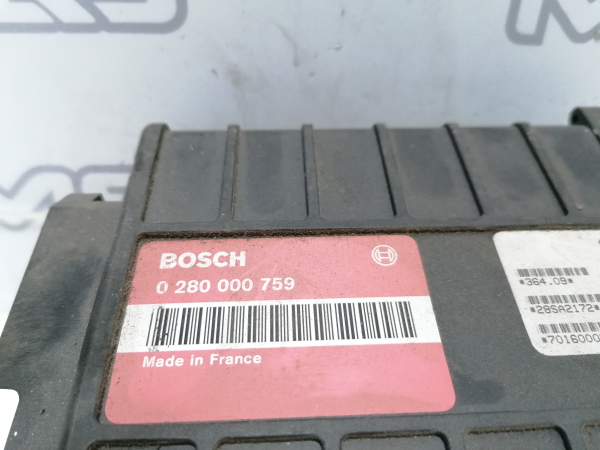 BOSCH
0 280 000 759
Made in France
*364.09*
*28SA2172*